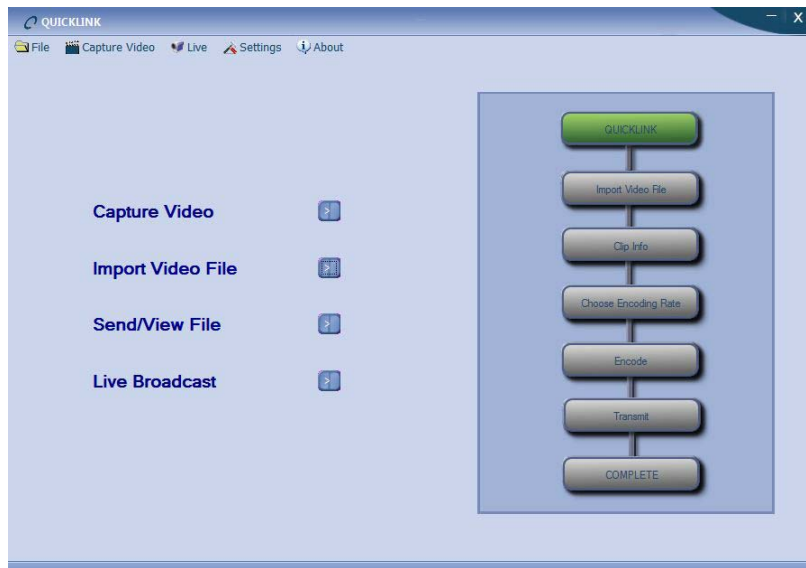 QUICKLINK
File Capture Video Live Settings About
Capture Video
Import Video File
Send/View File
Live Broadcast
QUICKLINK
Import Video File
Clip Info
Choose Encoding Rate
Encode
Transmit
COMPLETE